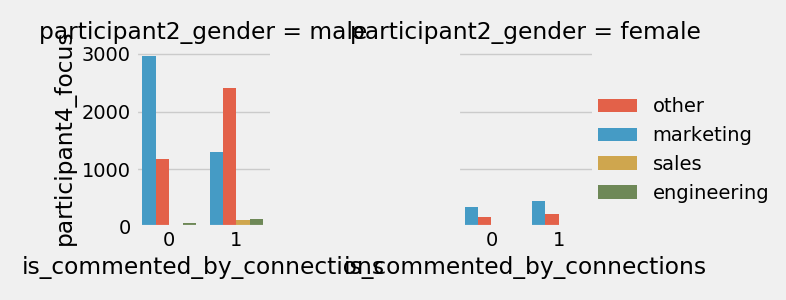 participant2_gender = male
participant2_gender = female
participant4_focus
3000
2000
1000
0
0 1
0 1
is_commented_by_connections
is_commented_by_connections
other
marketing
sales
engineering